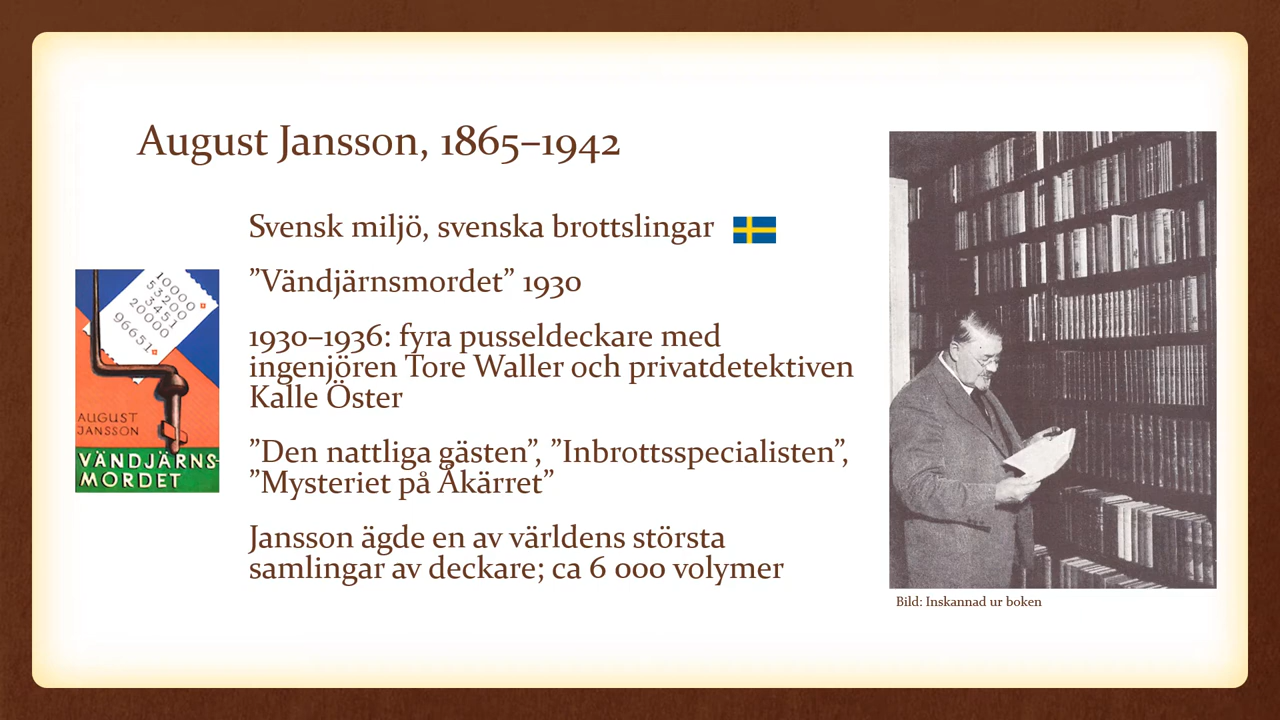 August Jansson, 1865–1942
Svensk miljö, svenska brottslingar
”Vändjärnsmordet” 1930
1930–1936: fyra pusseldeckare med
ingenjören Tore Waller och privatdetektiven
Kalle Öster
”Den nattliga gästen”, ”Inbrottsspecialisten”,
”Mysteriet på Åkärret”
Jansson ägde en av världens största
samlingar av deckare; ca 6 000 volymer
10000
53200
3451
20000
96651
AUGUST
JANSSON
VÄNDJÄRNS-
MORDET
Bild: Inskannad ur boken